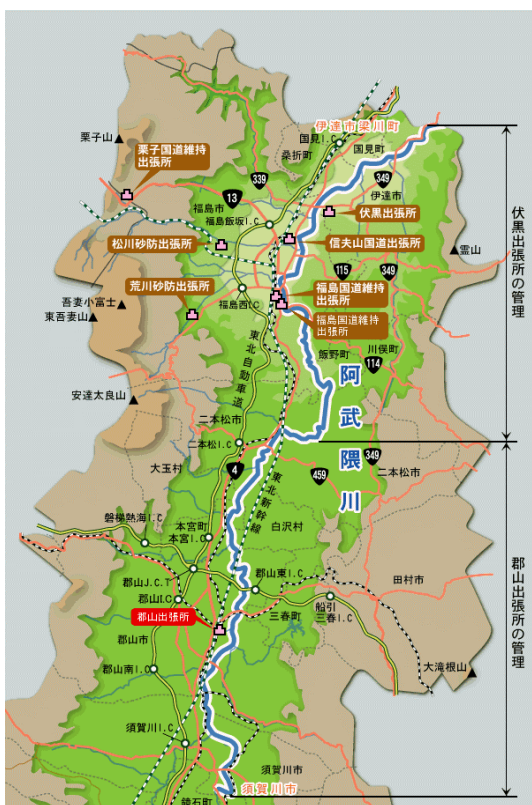 伊達市梁川町
国見I.C
国見町
桑折町
栗子山
栗子国道維持
出張所
339
349
13
伊達市
福島市
福島飯坂I.C
伏黒出張所
松川砂防出張所
信夫山国道出張所
霊山
115
349
荒川砂防出張所
福島西I.C
福島国道維持
出張所
福島国道維持
出張所
吾妻小富士
東吾妻山
東北自動車道
飯野町
川俣町
114
安達太良山
阿武隈川
二本松市
二本松I.C
大玉村
4
349
459
二本松市
東北新幹線
磐梯熱海I.C
本宮町
本宮I.C
白沢村
郡山J.C.T
郡山I.C
郡山東I.C
田村市
船引
三春I.C
郡山出張所
三春町
郡山市
郡山南I.C
大滝根山
須賀川I.C
須賀川市
須賀川市
鏡石町
伏黒出張所の管理
郡山出張所の管理